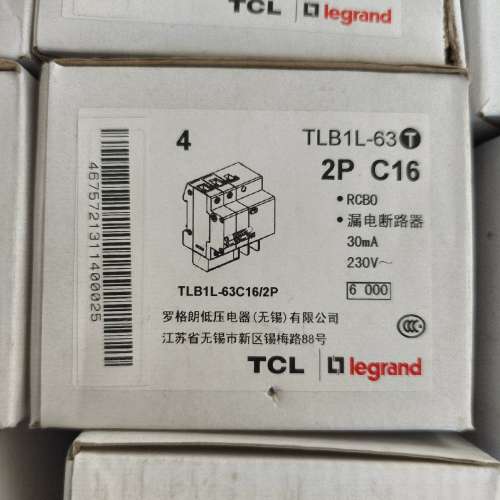 TCL legrand
4
TLB1L-63 T
2P C16
• RCBO
• 漏电断路器
30mA
230V~
6 000
TLB1L-63C16/2P
罗格朗低压电器(无锡)有限公司
江苏省无锡市新区锡梅路88号
TCL legrand
4675721311400025
CCC